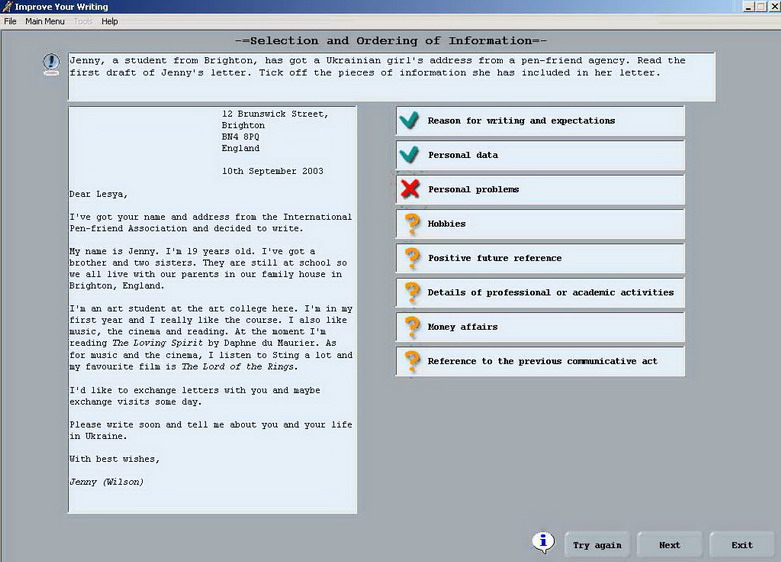 Improve Your Writing
File Main Menu Tools Help
-=Selection and Ordering of Information=-
Jenny, a student from Brighton, has got a Ukrainian girl's address from a pen-friend agency. Read the
first draft of Jenny's letter. Tick off the pieces of information she has included in her letter.
12 Brunswick Street,
Brighton
BN4 8PQ
England
10th September 2003
Dear Lesya,
I've got your name and address from the International
Pen-friend Association and decided to write.
My name is Jenny. I'm 19 years old. I've got a
brother and two sisters. They are still at school so
we all live with our parents in our family house in
Brighton, England.
I'm an art student at the art college here. I'm in my
first year and I really like the course. I also like
music, the cinema and reading. At the moment I'm
reading The Loving Spirit by Daphne du Maurier. As
for music and the cinema, I listen to Sting a lot and
my favourite film is The Lord of the Rings.
I'd like to exchange letters with you and maybe
exchange visits some day.
Please write soon and tell me about you and your life
in Ukraine.
With best wishes,
Jenny (Wilson)
Reason for writing and expectations
Personal data
Personal problems
Hobbies
Positive future reference
Details of professional or academic activities
Money affairs
Reference to the previous communicative act
Try again
Next
Exit